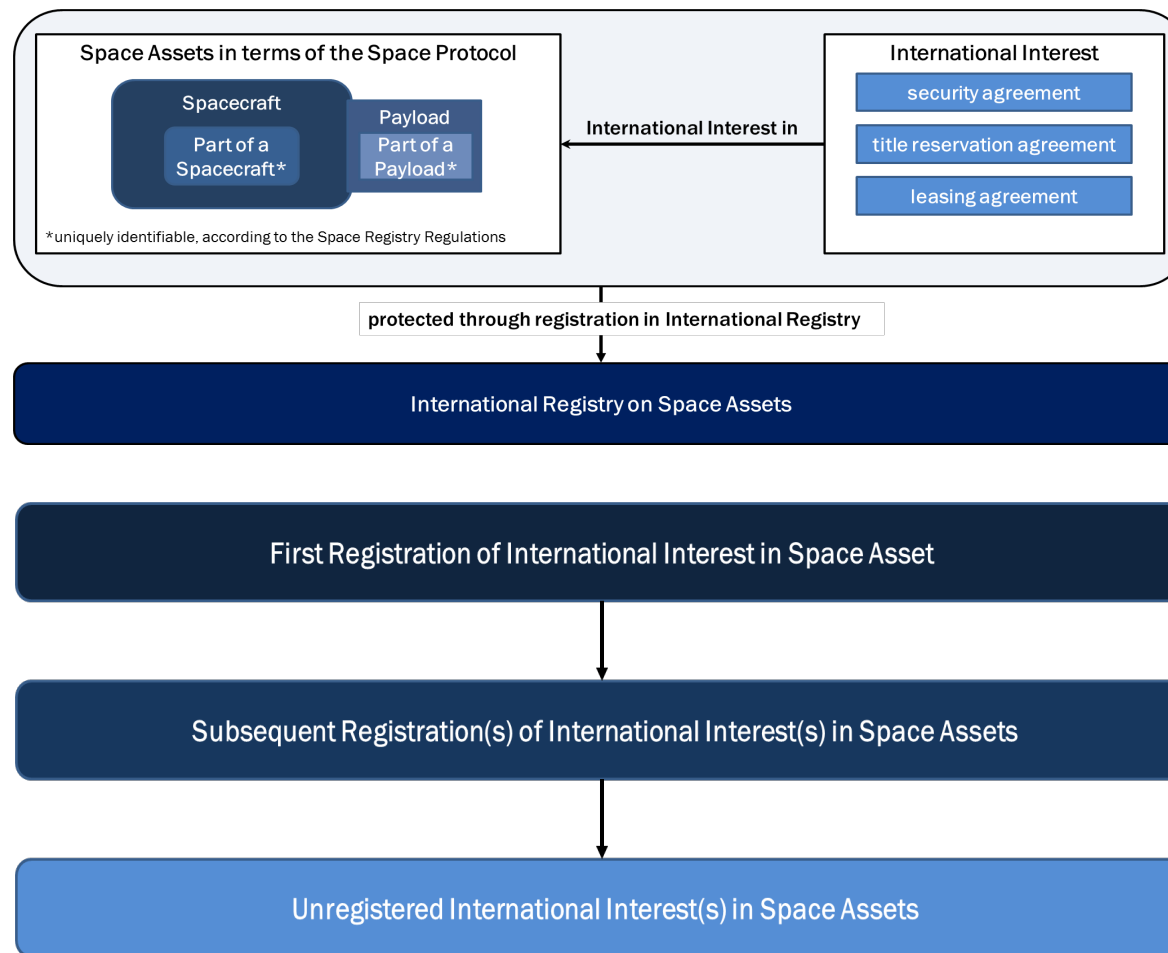 Space Assets in terms of the Space Protocol
Spacecraft
Part of a
Spacecraft*
Payload
Part of a
Payload*
*uniquely identifiable, according to the Space Registry Regulations
International Interest in
International Interest
security agreement
title reservation agreement
leasing agreement
protected through registration in International Registry
International Registry on Space Assets
First Registration of International Interest in Space Asset
Subsequent Registration(s) of International Interest(s) in Space Assets
Unregistered International Interest(s) in Space Assets